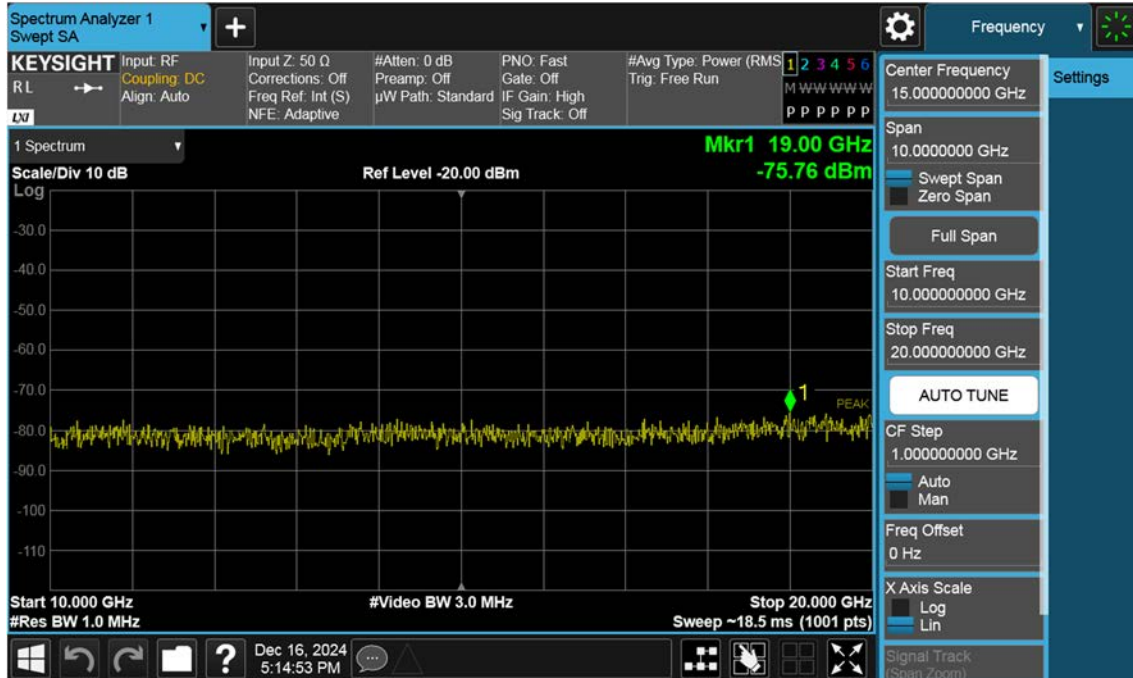 Spectrum Analyzer 1
Swept SA
Frequency
KEYSIGHT
RL
LXI
Input: RF
Coupling: DC
Align: Auto
Input Z: 50 Ω
Corrections: Off
Freq Ref: Int (S)
NFE: Adaptive
#Atten: 0 dB
Preamp: Off
µW Path: Standard
PNO: Fast
Gate: Off
IF Gain: High
Sig Track: Off
#Avg Type: Power (RMS
Trig: Free Run
1 2 3 4 5 6
M W W W W W
P P P P P P
1 Spectrum
Scale/Div 10 dB
Ref Level -20.00 dBm
Mkr1 19.00 GHz
-75.76 dBm
Log
-30.0
-40.0
-50.0
-60.0
-70.0
-80.0
-90.0
-100
-110
1
PEAK
Start 10.000 GHz
#Res BW 1.0 MHz
#Video BW 3.0 MHz
Stop 20.000 GHz
Sweep ~18.5 ms (1001 pts)
Center Frequency
15.000000000 GHz
Span
10.0000000 GHz
Swept Span
Zero Span
Full Span
Start Freq
10.000000000 GHz
Stop Freq
20.000000000 GHz
AUTO TUNE
CF Step
1.000000000 GHz
Auto
Man
Freq Offset
0 Hz
X Axis Scale
Log
Lin
Signal Track
(Span Zoom)
Settings
?
Dec 16, 2024
5:14:53 PM